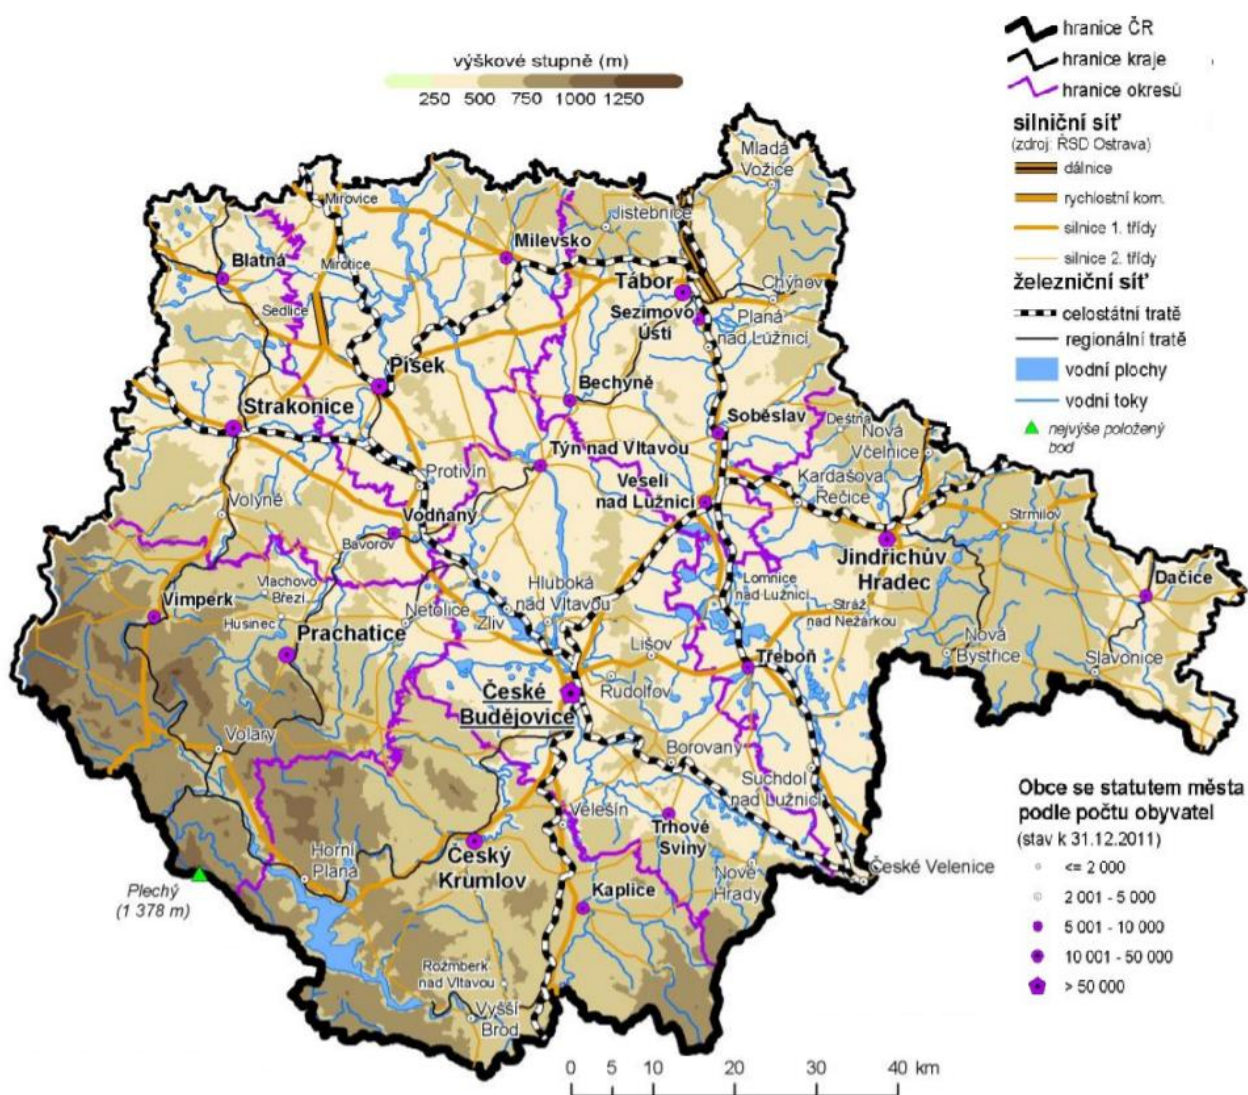 výškové stupně (m)
250 500 750 1000 1250
hranice ČR
hranice kraje
hranice okresů
silniční síť
(zdroj: ŘSD Ostrava)
dálnice
rychlostní kom.
silnice 1. třídy
silnice 2. třídy
železniční síť
celostátní tratě
regionální tratě
vodní plochy
vodní toky
nejvýše položený
bod
Mladá
Vožice
Mirovice
Jistebnice
Milevsko
Blatná
Mirotice
Tábor
Chýnov
Sedlice
Sezimovo
Ústí
Planá
nad Lužnicí
Písek
Bechyně
Strakonice
Soběslav
Deštná
Nová
Včelnice
Týn nad Vltavou
Protivín
Veselí
nad Lužnicí
Kardašova
Řečice
Volyně
Strmilov
Vodňany
Bavorov
Jindřichův
Hradec
Dačice
Vlachovo
Březí
Hluboká
nad Vltavou
Lomnice
nad Lužnicí
Vimperk
Netolice
Zliv
Stráž
nad Nežárkou
Husinec
Prachatice
Lišov
Nová
Bystřice
Třeboň
Slavonice
Rudolfov
České
Budějovice
Volary
Borovany
Suchdol
nad Lužnicí
Velešín
Trhové
Sviny
Horní
Planá
Český
Krumlov
České Velenice
Nové
Hrady
Kaplice
Plechý
(1 378 m)
Rožmberk
nad Vltavou
Vyšší
Brod
Obce se statutem města
podle počtu obyvatel
(stav k 31.12.2011)
<= 2 000
2 001 - 5 000
5 001 - 10 000
10 001 - 50 000
> 50 000
0 5 10 20 30 40 km